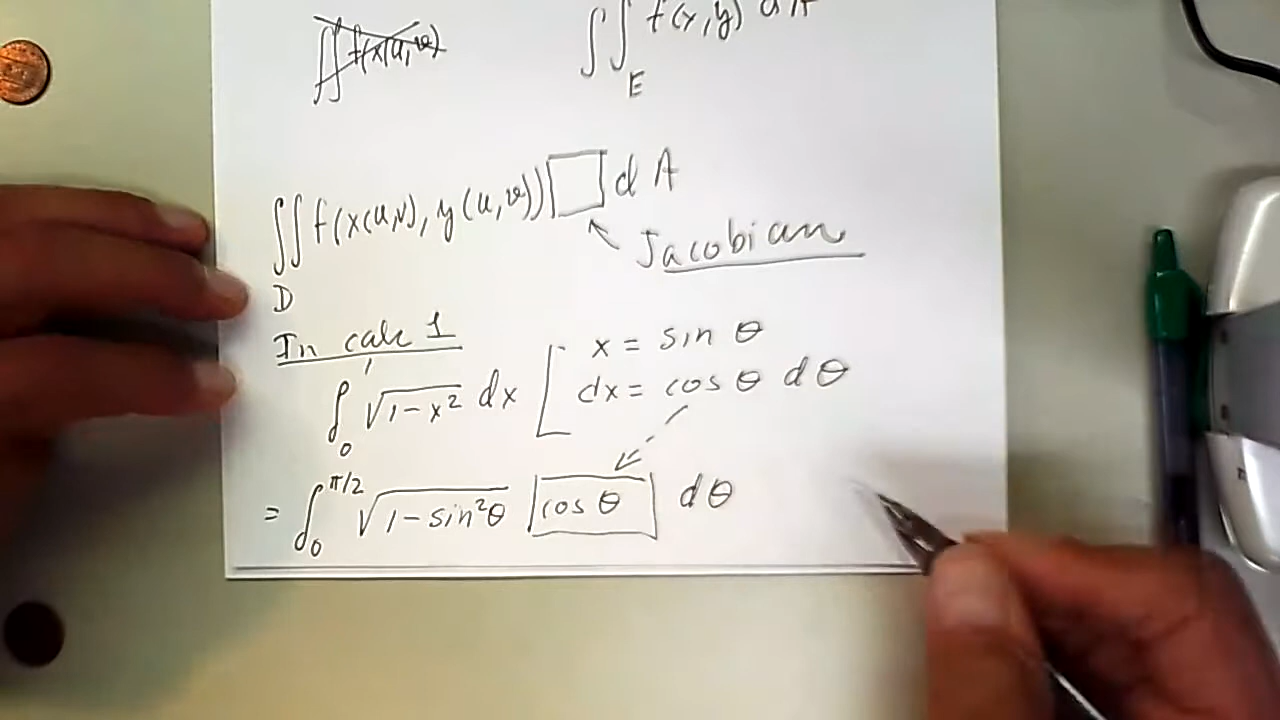 ∬ f(x(u,v)
∬_E f(x,y) dA
∬_D f(x(u,v), y(u,v)) □ dA
Jacobian
In calc 1
∫_0^1 √(1-x²) dx [ x = sin θ
dx = cos θ dθ
= ∫_0^{π/2} √(1-sin²θ) cos θ dθ